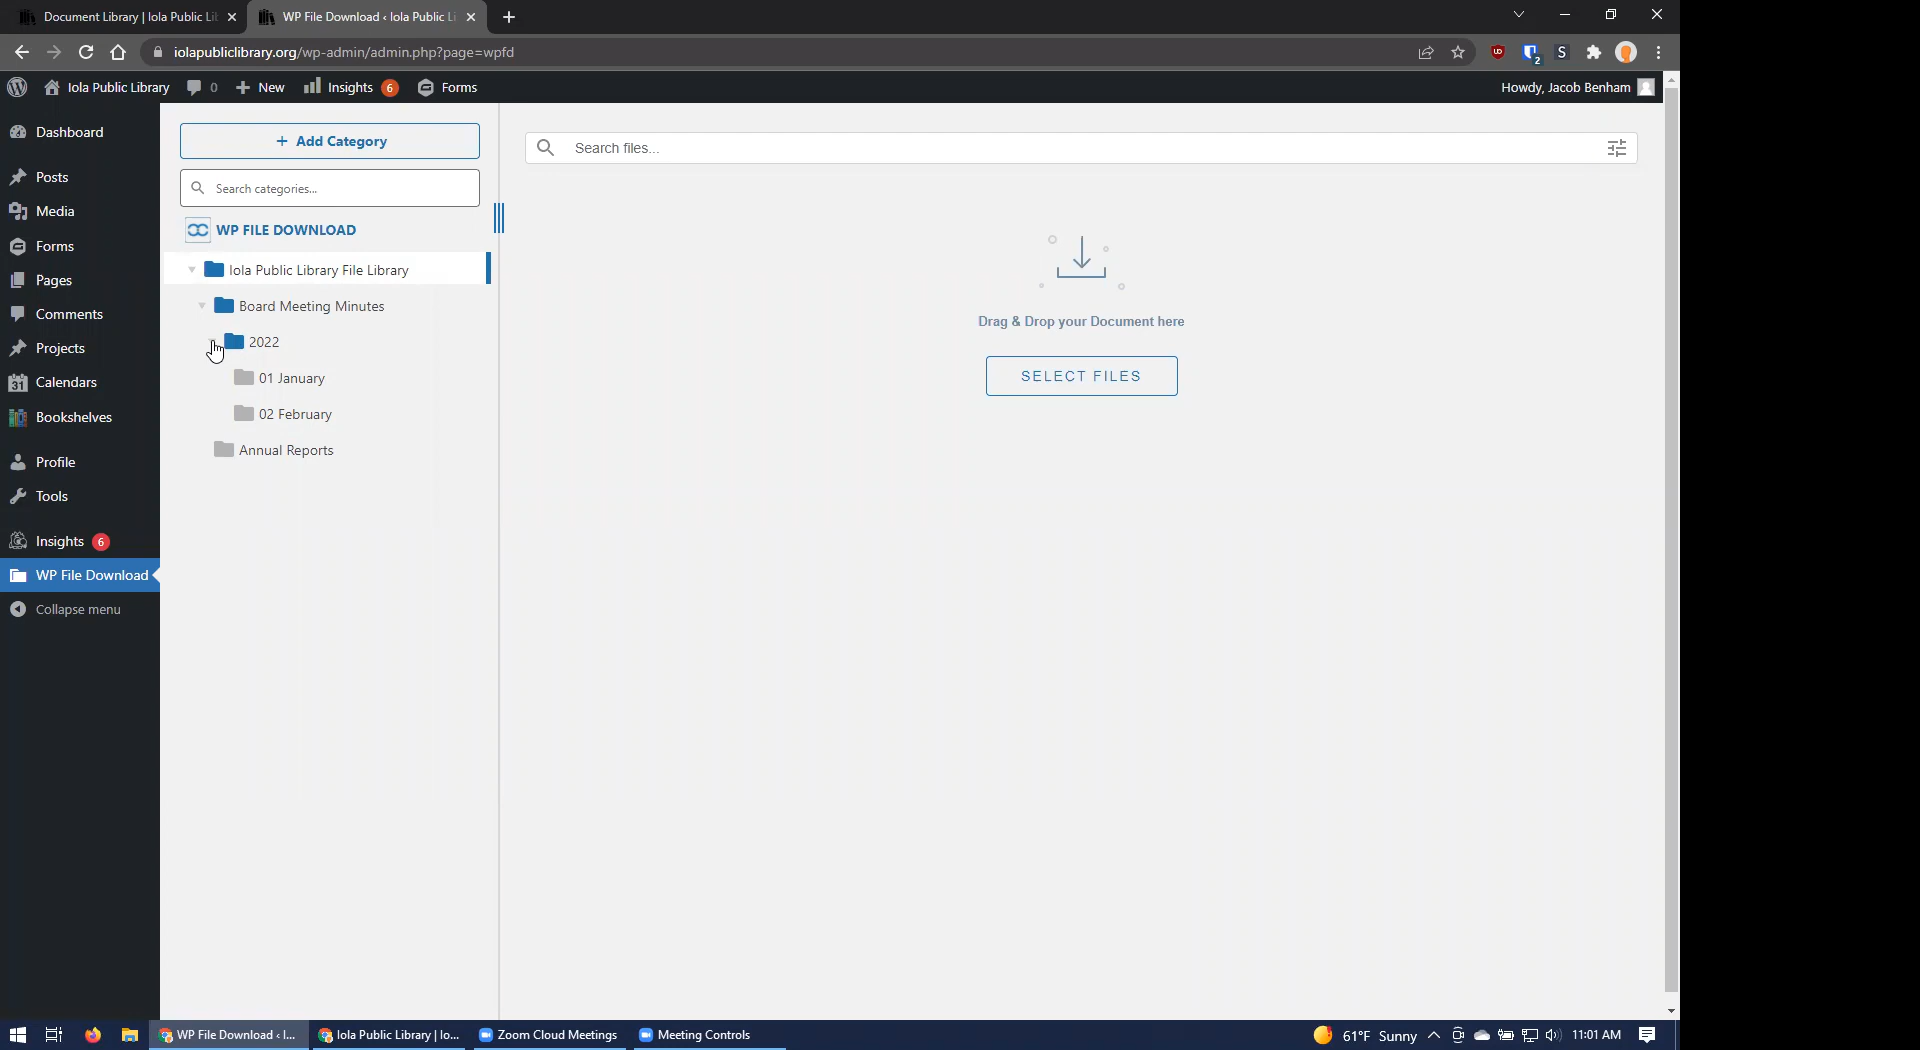 Document Library | Iola Public Li
WP File Download ‹ Iola Public Li
iolapubliclibrary.org/wp-admin/admin.php?page=wpfd
2
S
Iola Public Library
0
New
Insights
6
Forms
Howdy, Jacob Benham
Dashboard
Posts
Media
Forms
Pages
Comments
Projects
31
Calendars
Bookshelves
Profile
Tools
Insights
6
WP File Download
Collapse menu
+ Add Category
Search categories...
WP FILE DOWNLOAD
Iola Public Library File Library
Board Meeting Minutes
2022
01 January
02 February
Annual Reports
Search files...
Drag & Drop your Document here
SELECT FILES
WP File Download ‹ I...
Iola Public Library | Io...
Zoom Cloud Meetings
Meeting Controls
61°F Sunny
11:01 AM